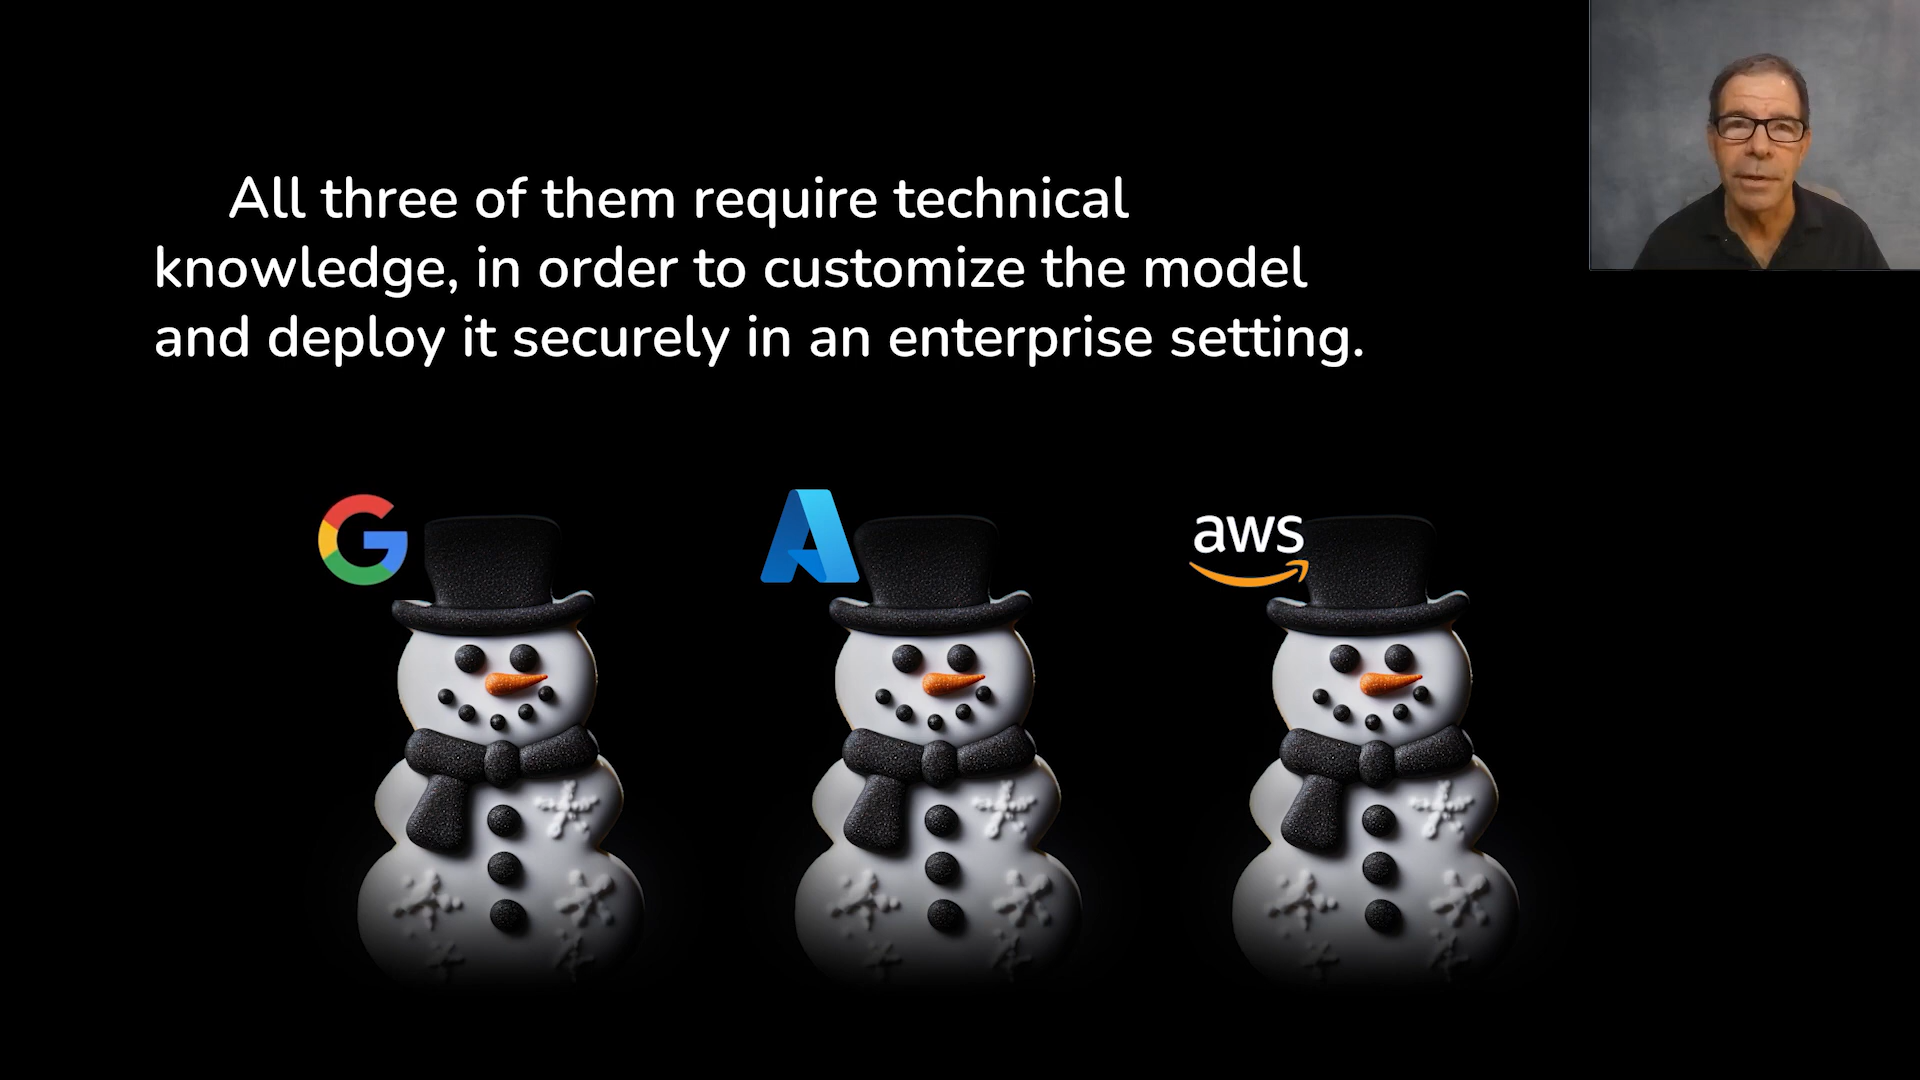 All three of them require technical
knowledge, in order to customize the model
and deploy it securely in an enterprise setting.
aws